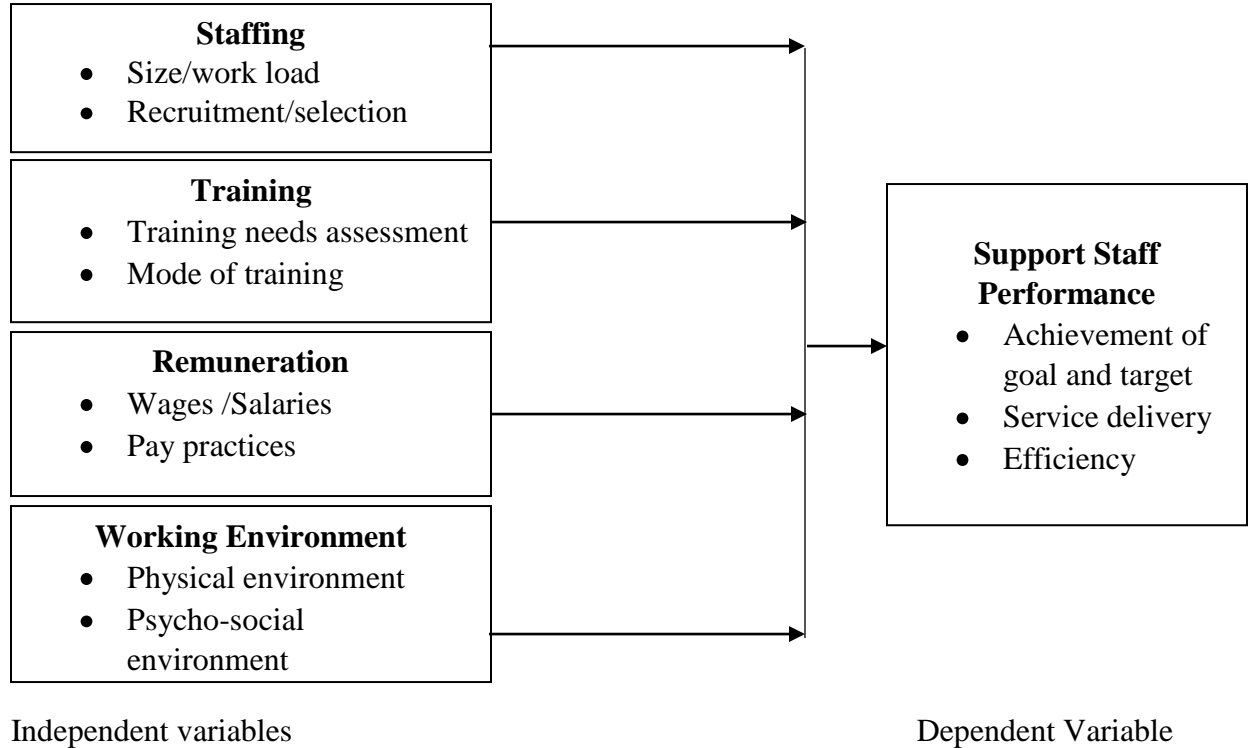 Staffing
• Size/work load
• Recruitment/selection
Training
• Training needs assessment
• Mode of training
Remuneration
• Wages /Salaries
• Pay practices
Working Environment
• Physical environment
• Psycho-social
environment
Support Staff
Performance
• Achievement of
goal and target
• Service delivery
• Efficiency
Independent variables
Dependent Variable